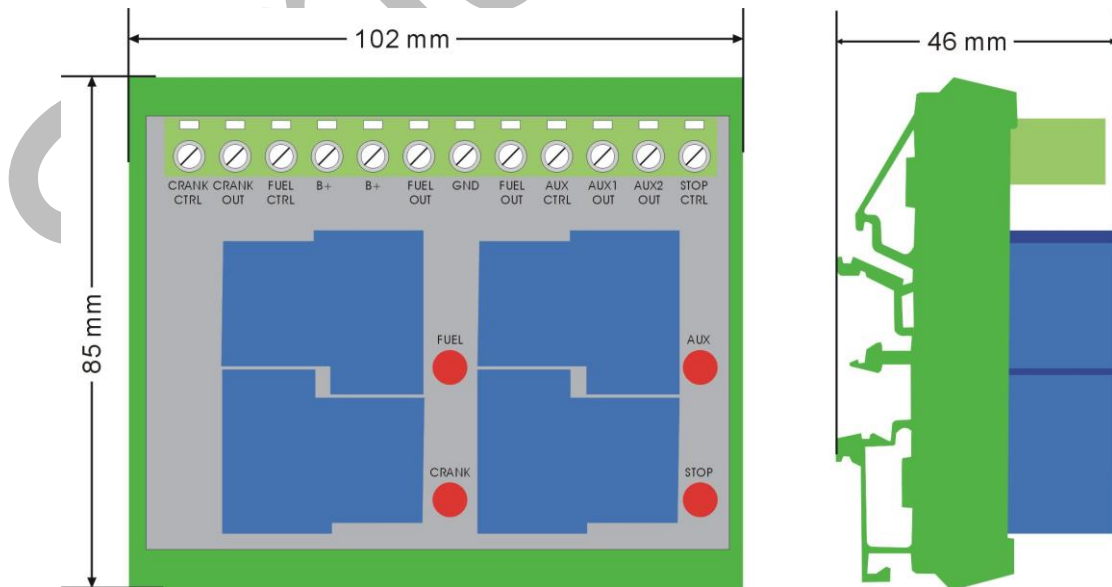 102 mm
46 mm
85 mm
CRANK CTRL
CRANK OUT
FUEL CTRL
B+
B+
FUEL OUT
GND
FUEL OUT
AUX CTRL
AUX1 OUT
AUX2 OUT
STOP CTRL
FUEL
AUX
CRANK
STOP